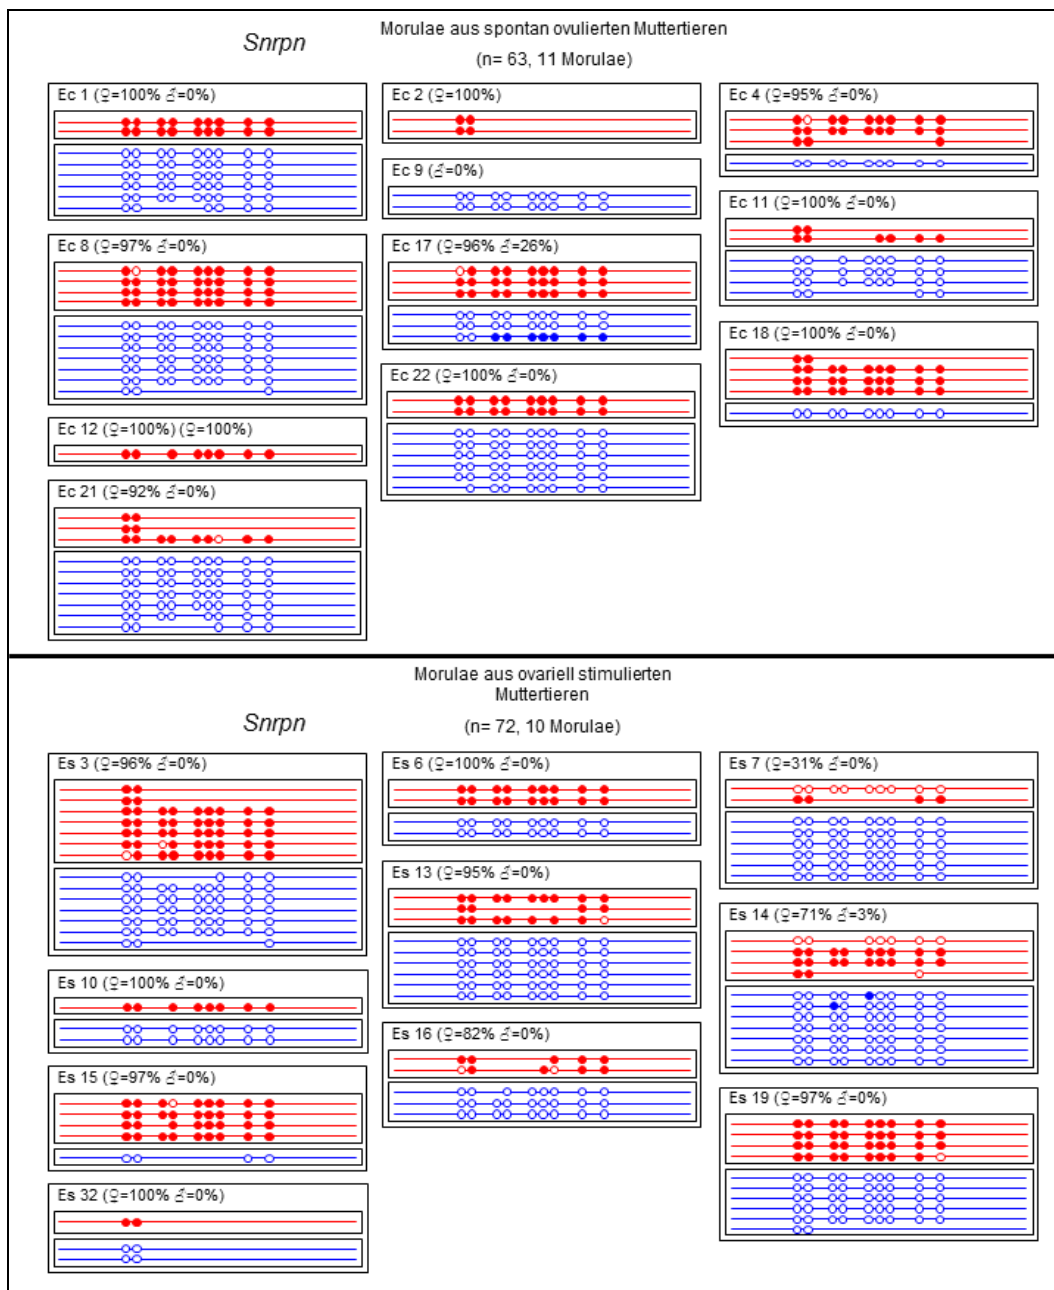 Snrpn
Morulae aus spontan ovulierten Muttertieren
(n= 63, 11 Morulae)
Ec 1 (♀=100% ♂=0%)
Ec 2 (♀=100%)
Ec 4 (♀=95% ♂=0%)
Ec 9 (♂=0%)
Ec 11 (♀=100% ♂=0%)
Ec 8 (♀=97% ♂=0%)
Ec 17 (♀=96% ♂=26%)
Ec 18 (♀=100% ♂=0%)
Ec 22 (♀=100% ♂=0%)
Ec 12 (♀=100%) (♀=100%)
Ec 21 (♀=92% ♂=0%)
Morulae aus ovariell stimulierten
Muttertieren
Snrpn
(n= 72, 10 Morulae)
Es 3 (♀=96% ♂=0%)
Es 6 (♀=100% ♂=0%)
Es 7 (♀=31% ♂=0%)
Es 13 (♀=95% ♂=0%)
Es 14 (♀=71% ♂=3%)
Es 10 (♀=100% ♂=0%)
Es 16 (♀=82% ♂=0%)
Es 15 (♀=97% ♂=0%)
Es 19 (♀=97% ♂=0%)
Es 32 (♀=100% ♂=0%)